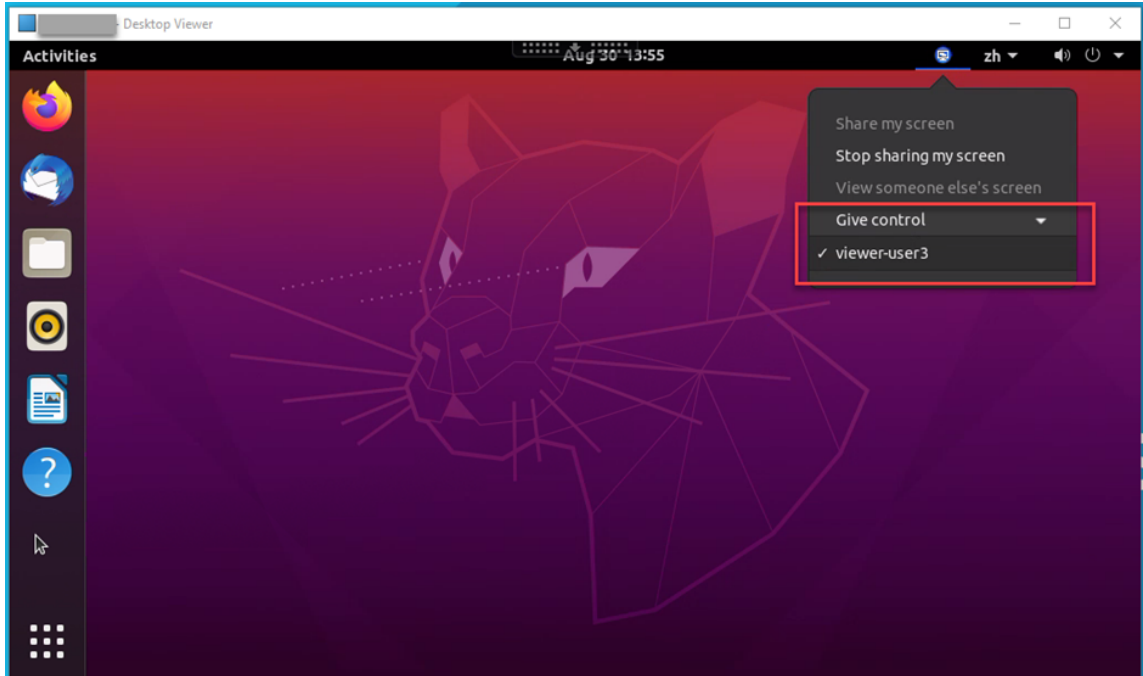 - Desktop Viewer
Activities
Aug 30 13:55
zh
Share my screen
Stop sharing my screen
View someone else's screen
Give control
✓ viewer-user3
?